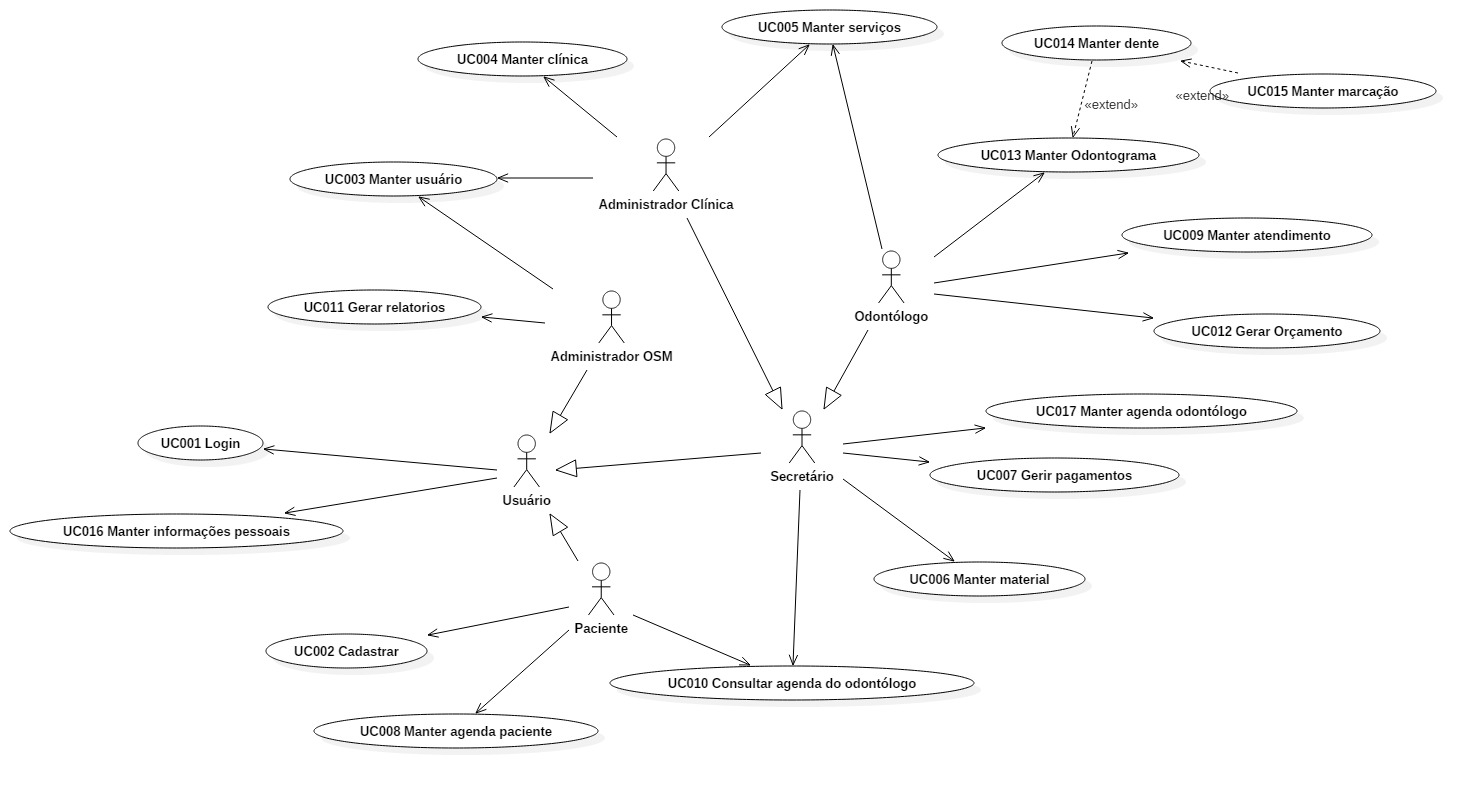 UC005 Manter serviços
UC014 Manter dente
UC004 Manter clínica
UC015 Manter marcação
«extend»
«extend»
UC013 Manter Odontograma
UC003 Manter usuário
Administrador Clínica
UC009 Manter atendimento
UC011 Gerar relatorios
Odontólogo
UC012 Gerar Orçamento
Administrador OSM
UC017 Manter agenda odontólogo
UC001 Login
Secretário
UC007 Gerir pagamentos
Usuário
UC016 Manter informações pessoais
UC006 Manter material
Paciente
UC002 Cadastrar
UC010 Consultar agenda do odontólogo
UC008 Manter agenda paciente